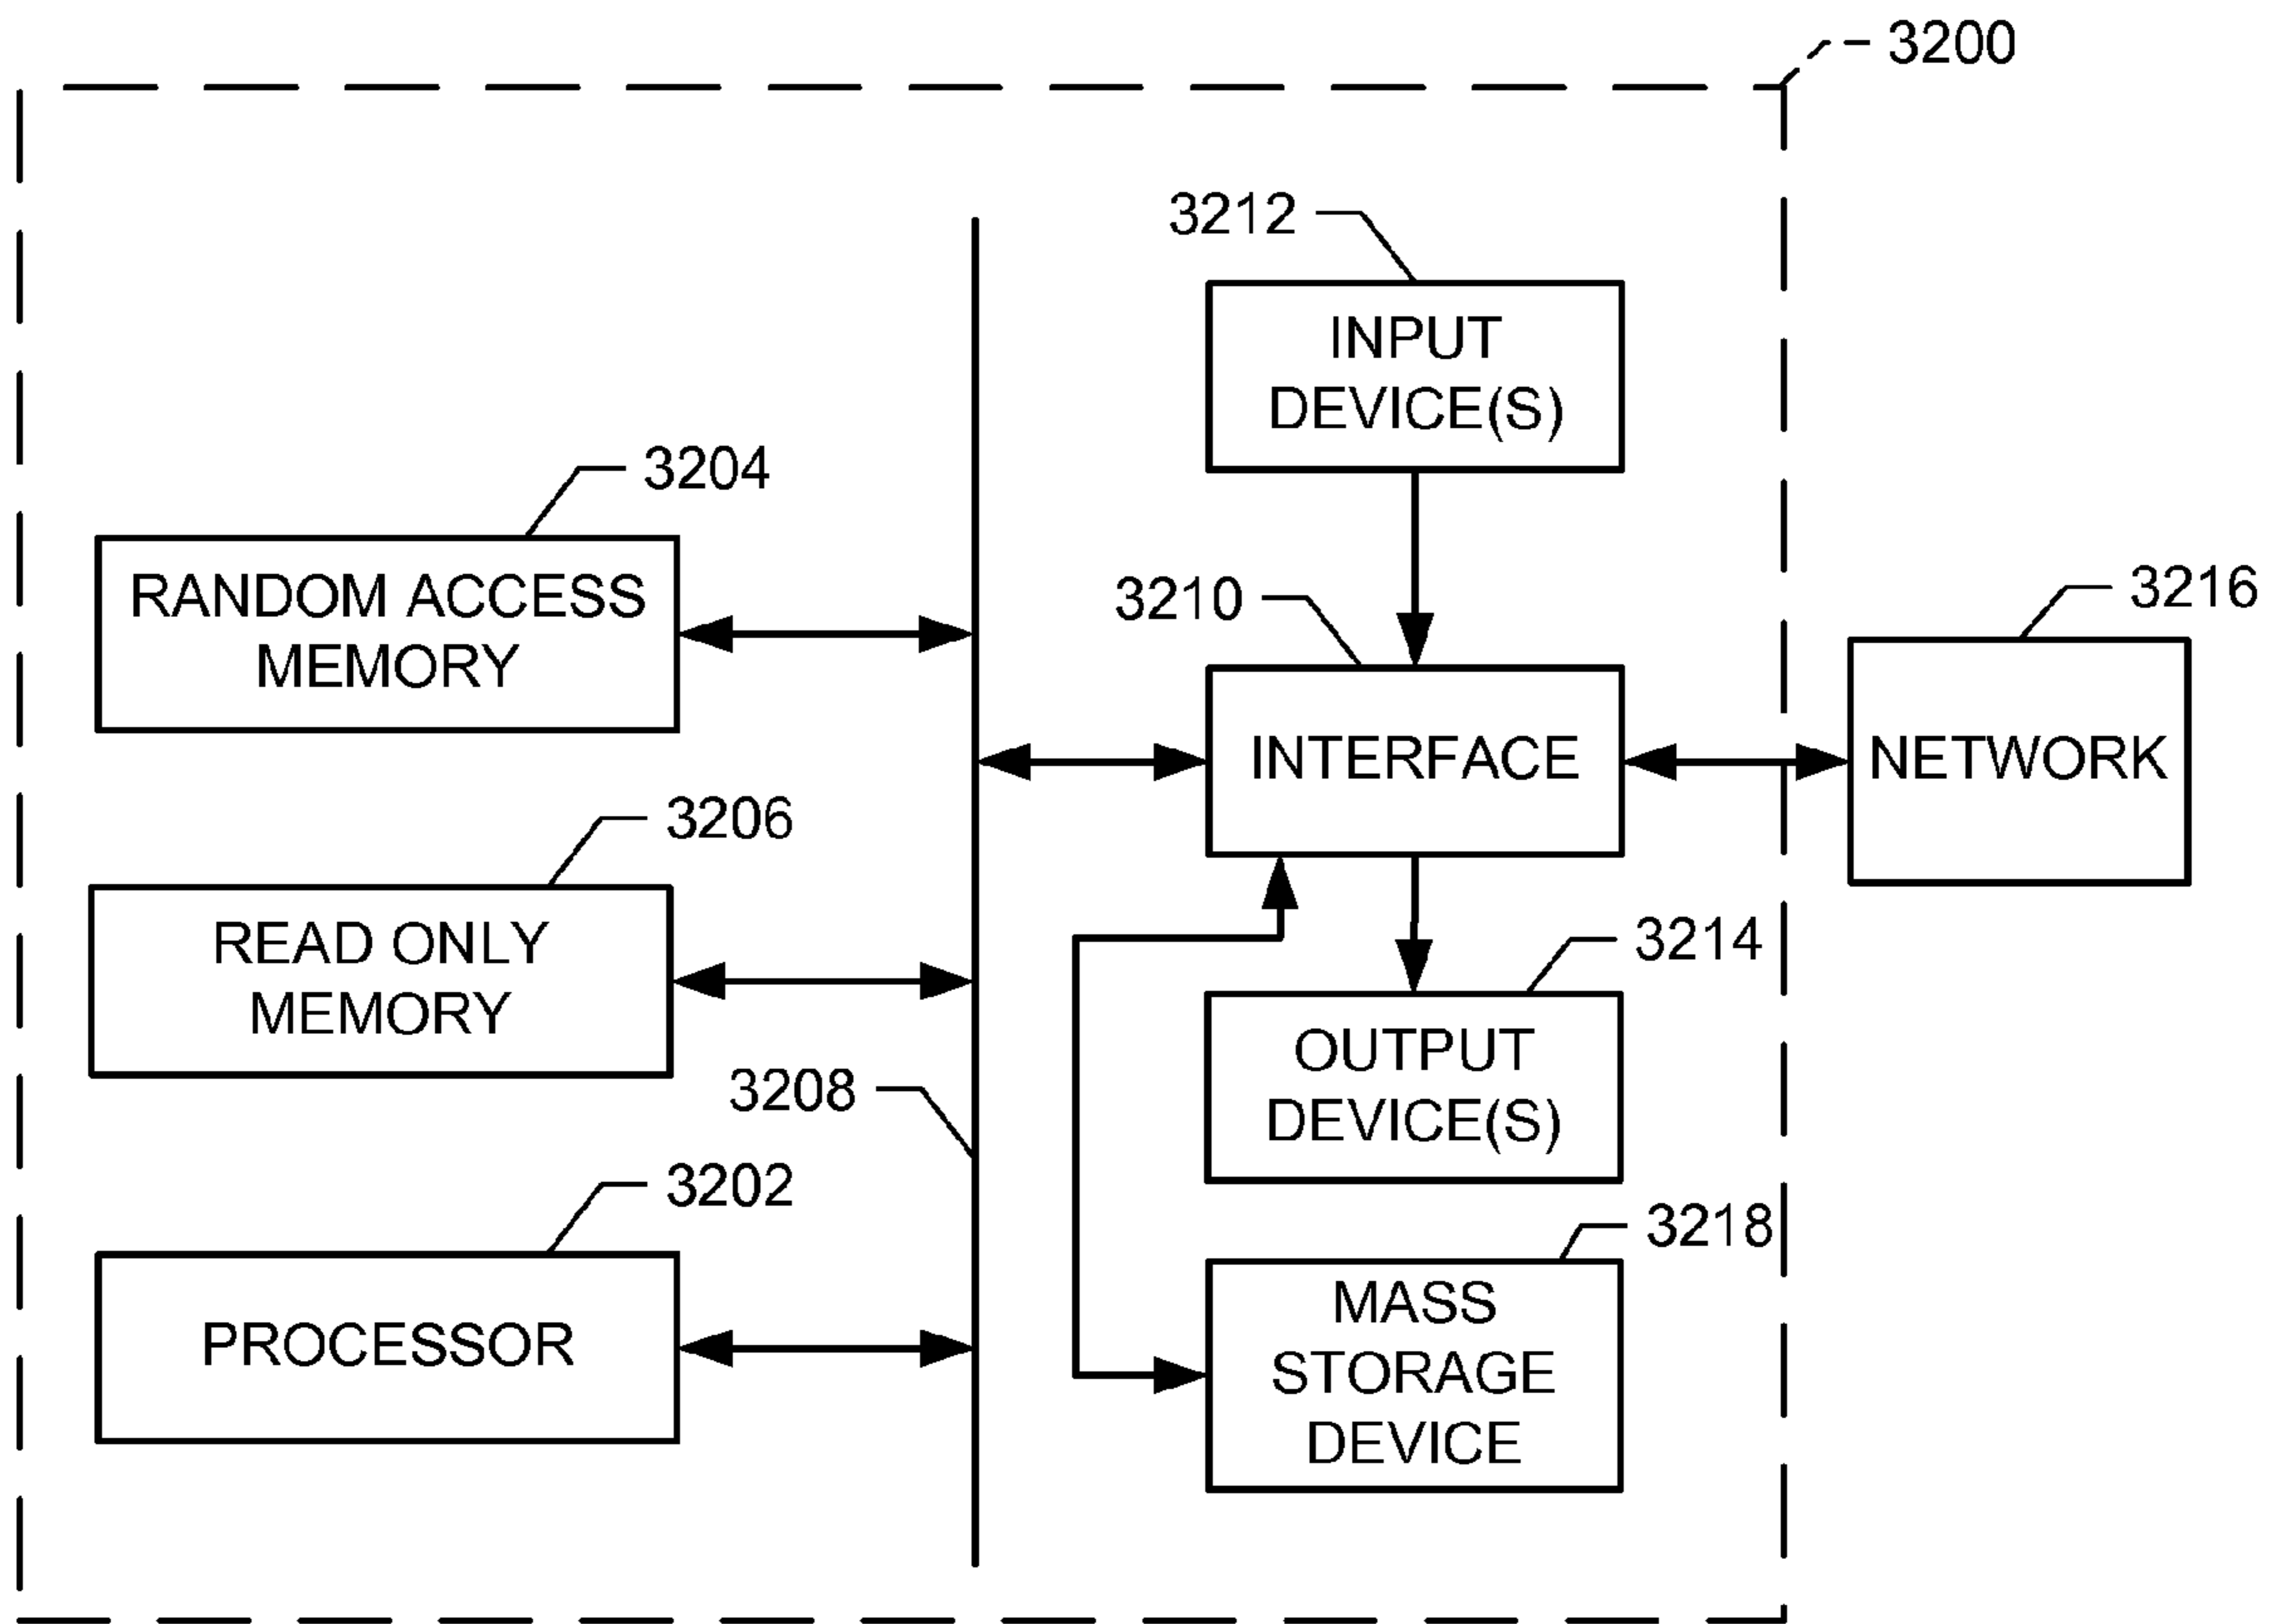 3200
3212
INPUT
DEVICE(S)
3204
RANDOM ACCESS
MEMORY
3210
INTERFACE
3216
NETWORK
3206
READ ONLY
MEMORY
3208
3214
OUTPUT
DEVICE(S)
3202
PROCESSOR
3218
MASS
STORAGE
DEVICE